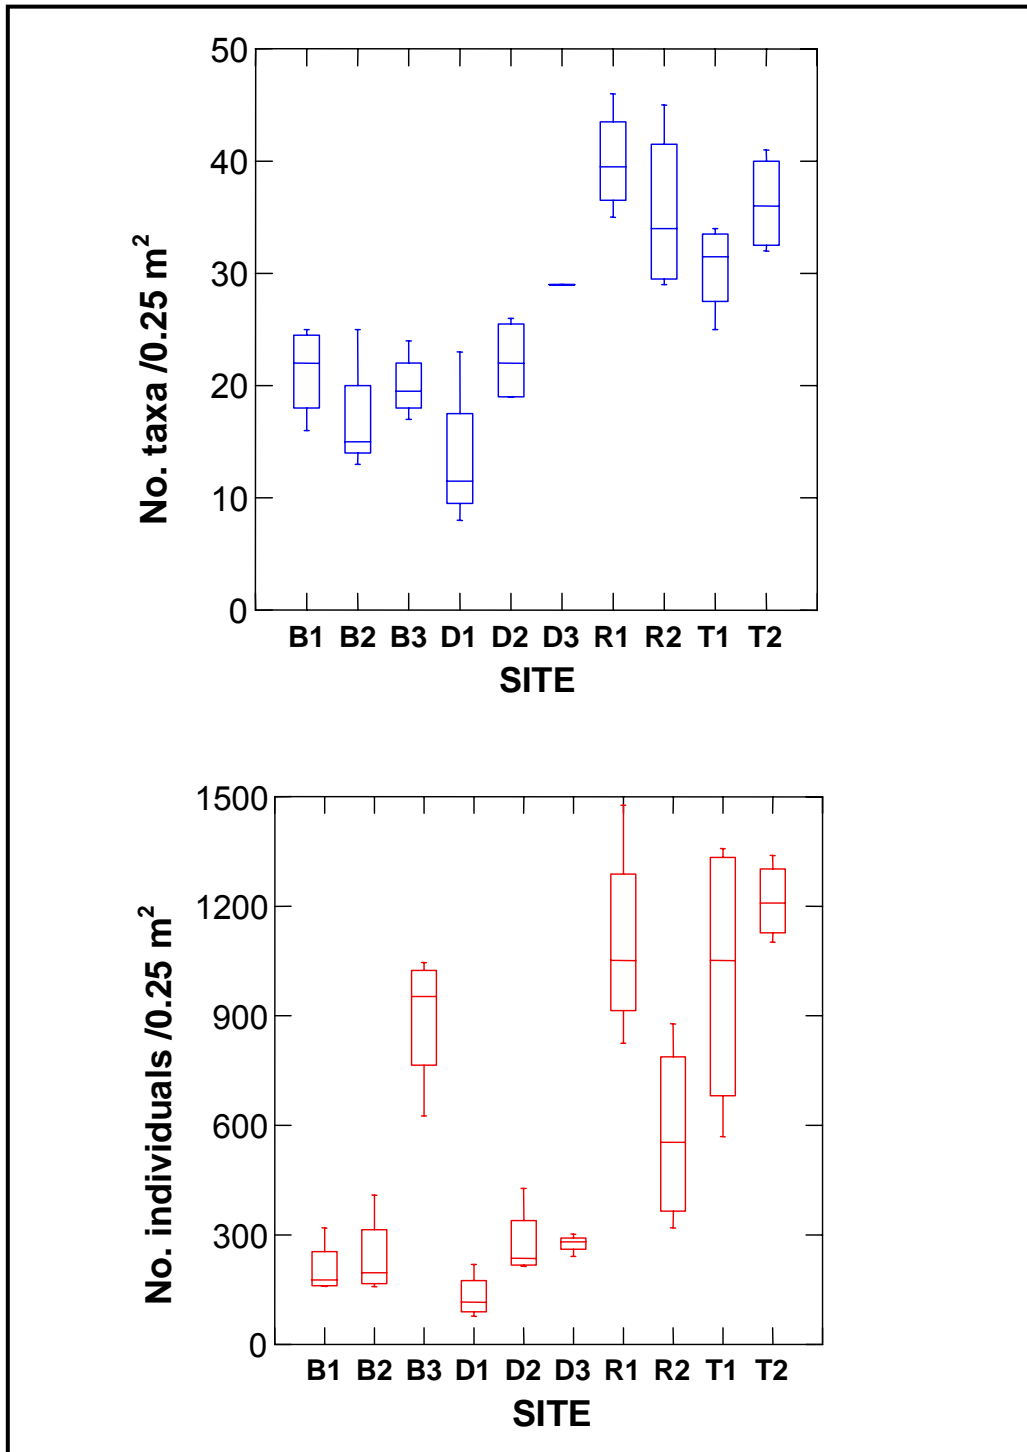 50
40
30
20
10
0
No. taxa /0.25 m²
B1 B2 B3 D1 D2 D3 R1 R2 T1 T2
SITE
1500
1200
900
600
300
0
No. individuals /0.25 m²
B1 B2 B3 D1 D2 D3 R1 R2 T1 T2
SITE